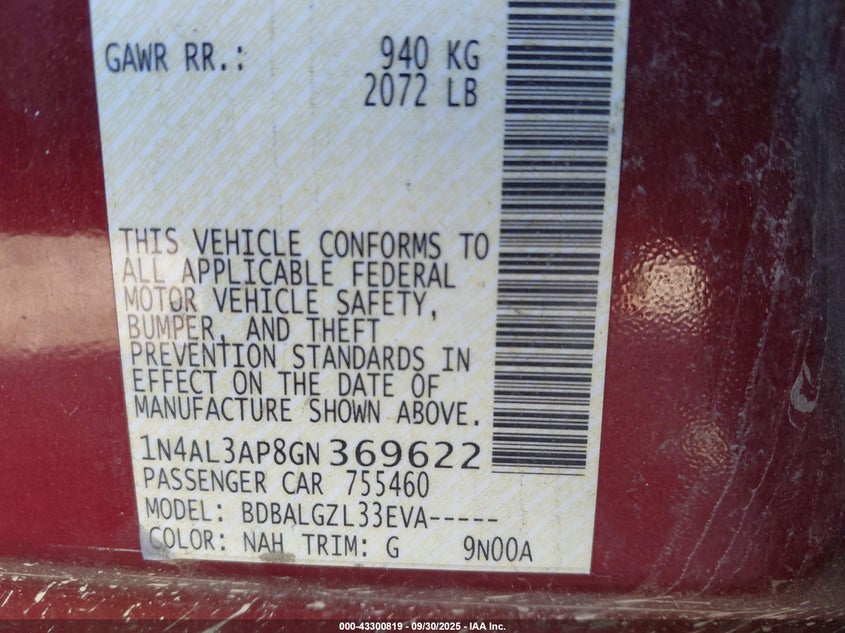 GAWR RR.: 940 KG
2072 LB
THIS VEHICLE CONFORMS TO
ALL APPLICABLE FEDERAL
MOTOR VEHICLE SAFETY,
BUMPER, AND THEFT
PREVENTION STANDARDS IN
EFFECT ON THE DATE OF
MANUFACTURE SHOWN ABOVE.
1N4AL3AP8GN369622
PASSENGER CAR 755460
MODEL: BDBALGZL33EVA-----
COLOR: NAH TRIM: G 9N00A
000-43300819 - 09/30/2025 - IAA Inc.